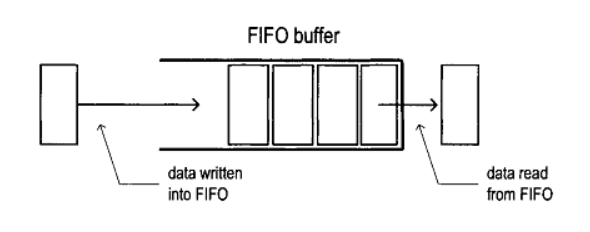 FIFO buffer
data written
into FIFO
data read
from FIFO